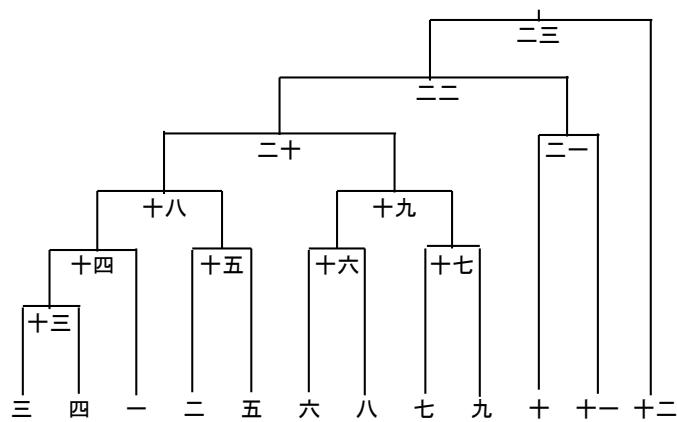 二三
二二
二十
二一
十八
十九
十四
十五
十六
十七
十三
三 四 一 二 五 六 八 七 九 十 十一 十二